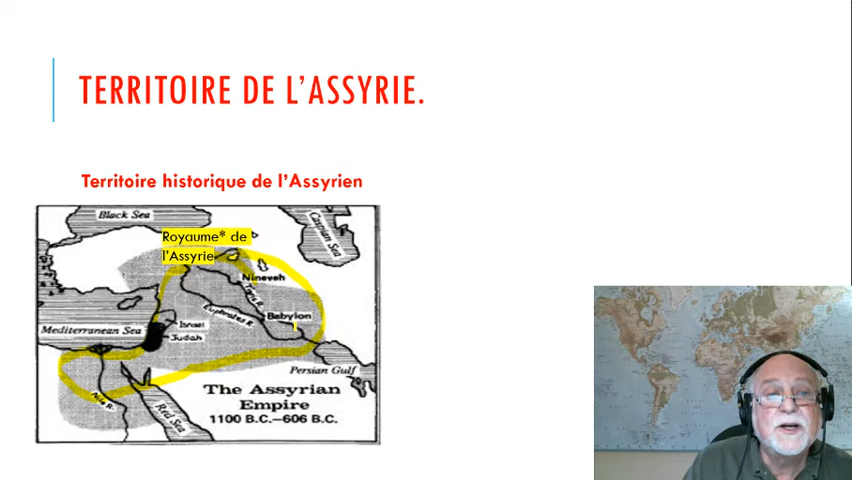 TERRITOIRE DE L’ASSYRIE.
Territoire historique de l’Assyrien
Black Sea
Caspian Sea
Royaume* de
l’Assyrie
Nineveh
Tigris R.
Euphrates R.
Babylon
Israel
Mediterranean Sea
Judah
Persian Gulf
Nile R.
Red Sea
The Assyrian
Empire
1100 B.C.–606 B.C.